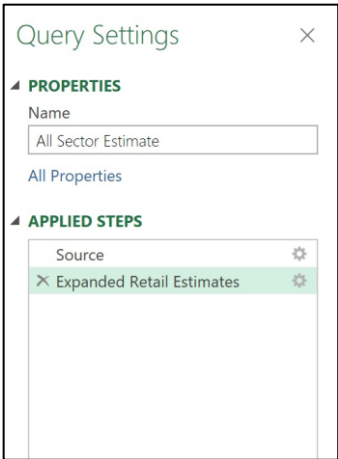 Query Settings
PROPERTIES
Name
All Sector Estimate
All Properties
APPLIED STEPS
Source
Expanded Retail Estimates